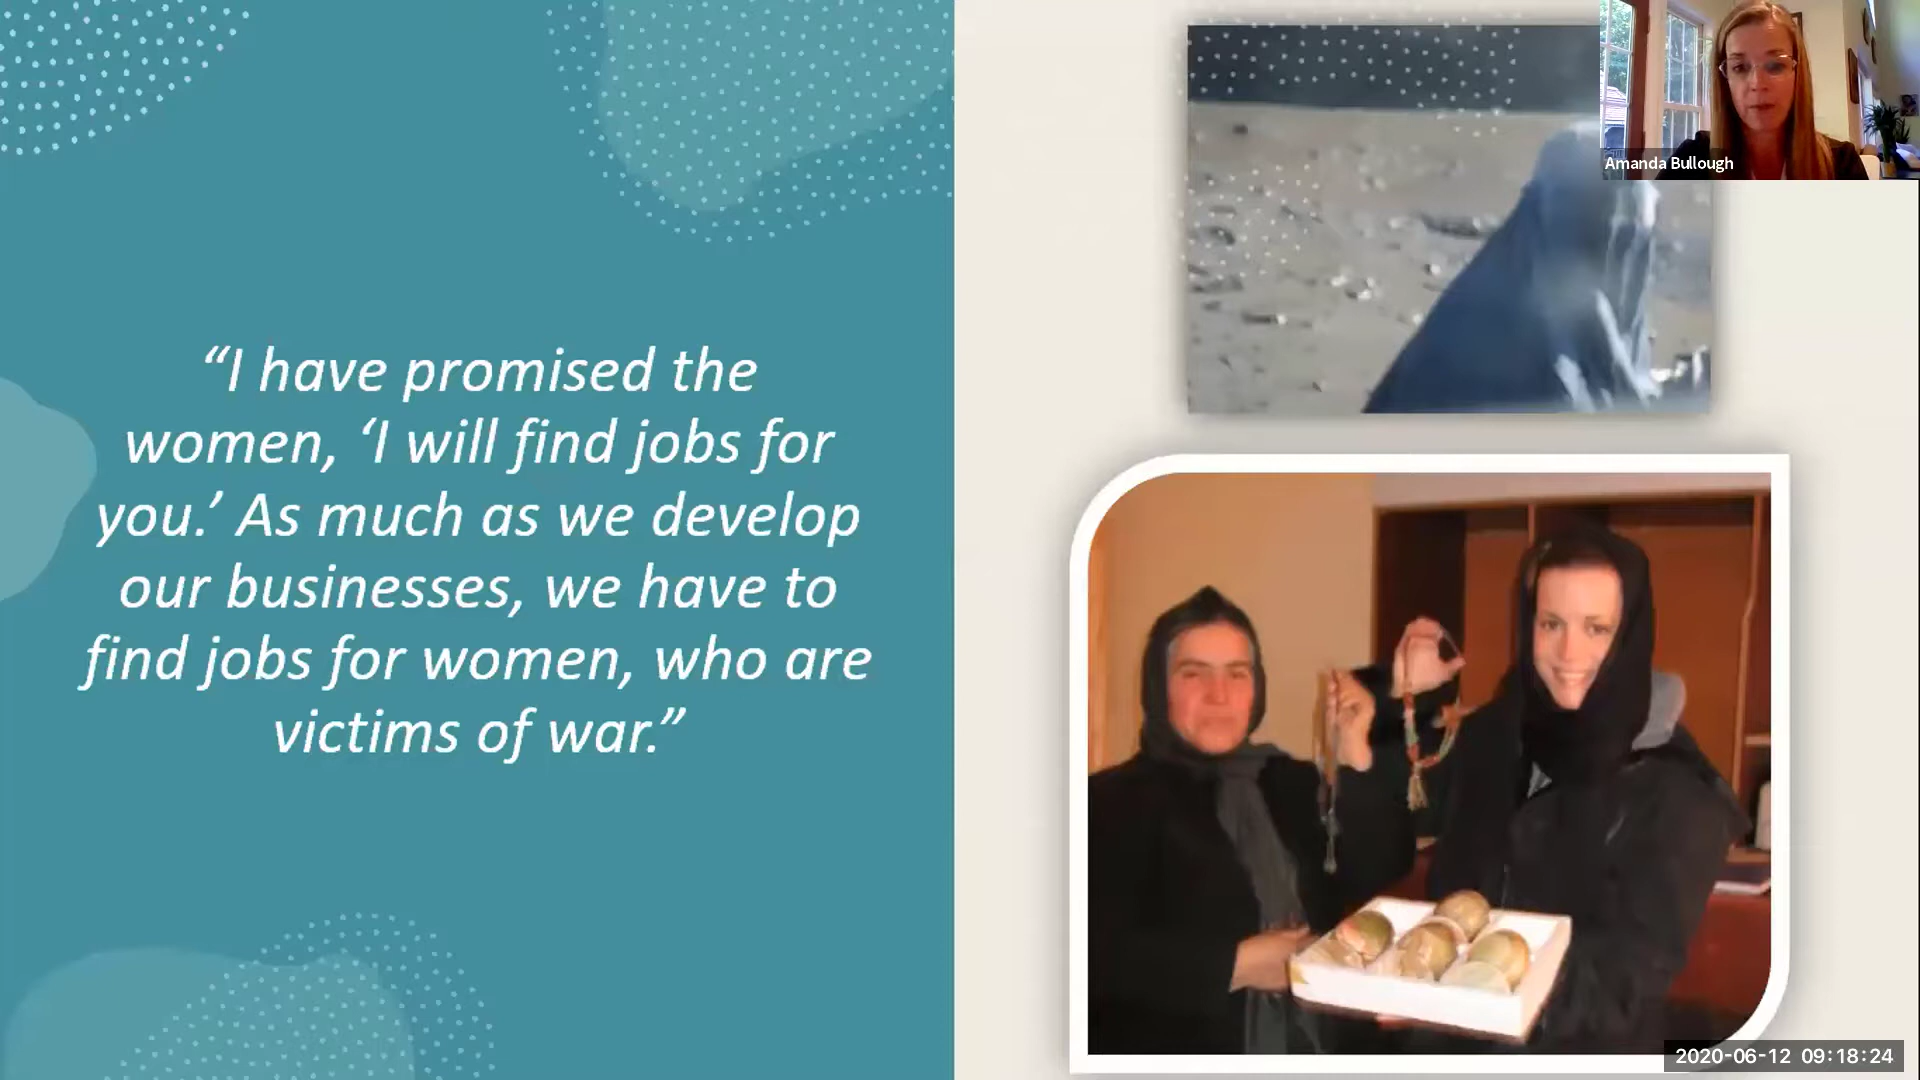 “I have promised the
women, ‘I will find jobs for
you.’ As much as we develop
our businesses, we have to
find jobs for women, who are
victims of war.”
Amanda Bullough
2020-06-12 09:18:24